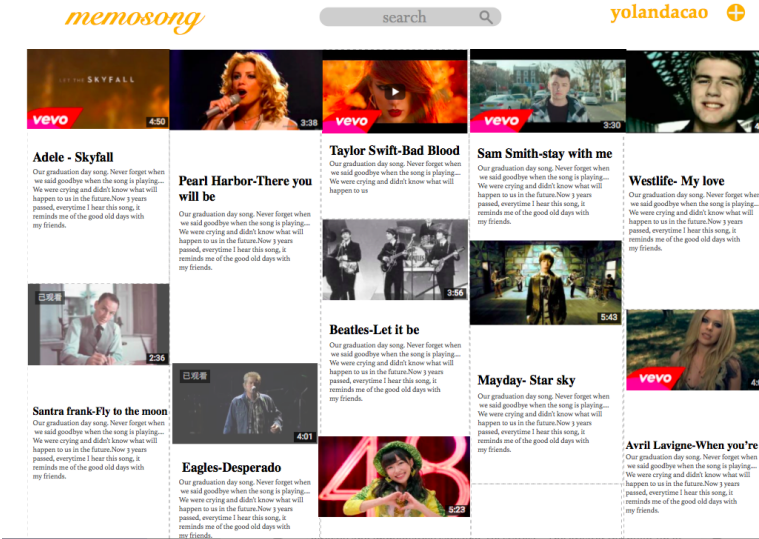 memosong
search
yolandacao
LET THE SKYFALL
vevo
4:50
Adele - Skyfall
Our graduation day song. Never forget when
we said goodbye when the song is playing....
We were crying and didn't know what will
happen to us in the future.Now 3 years
passed, everytime I hear this song, it
reminds me of the good old days with
my friends.
已观看
2:36
Santra frank-Fly to the moon
Our graduation day song. Never forget when
we said goodbye when the song is playing....
We were crying and didn't know what will
happen to us in the future.Now 3 years
passed, everytime I hear this song, it
reminds me of the good old days with
my friends.
3:38
Pearl Harbor-There you
will be
Our graduation day song. Never forget when
we said goodbye when the song is playing....
We were crying and didn't know what will
happen to us in the future.Now 3 years
passed, everytime I hear this song, it
reminds me of the good old days with
my friends.
已观看
4:01
Eagles-Desperado
Our graduation day song. Never forget when
we said goodbye when the song is playing....
We were crying and didn't know what will
happen to us in the future.Now 3 years
passed, everytime I hear this song, it
reminds me of the good old days with
my friends.
vevo
Taylor Swift-Bad Blood
Our graduation day song. Never forget when
we said goodbye when the song is playing....
We were crying and didn't know what will
happen to us
3:56
Beatles-Let it be
Our graduation day song. Never forget when
we said goodbye when the song is playing....
We were crying and didn't know what will
happen to us in the future.Now 3 years
passed, everytime I hear this song, it
reminds me of the good old days with
my friends.
48
5:23
vevo
3:30
Sam Smith-stay with me
Our graduation day song. Never forget when
we said goodbye when the song is playing....
We were crying and didn't know what will
happen to us in the future.Now 3 years
passed, everytime I hear this song, it
reminds me of the good old days with
my friends.
5:43
Mayday- Star sky
Our graduation day song. Never forget when
we said goodbye when the song is playing....
We were crying and didn't know what will
happen to us in the future.Now 3 years
passed, everytime I hear this song, it
reminds me of the good old days with
my friends.
Westlife- My love
Our graduation day song. Never forget when
we said goodbye when the song is playing....
We were crying and didn't know what will
happen to us in the future.Now 3 years
passed, everytime I hear this song, it
reminds me of the good old days with
my friends.
vevo
Avril Lavigne-When you're
Our graduation day song. Never forget when
we said goodbye when the song is playing....
We were crying and didn't know what will
happen to us in the future.Now 3 years
passed, everytime I hear this song, it
reminds me of the good old days with
my friends.